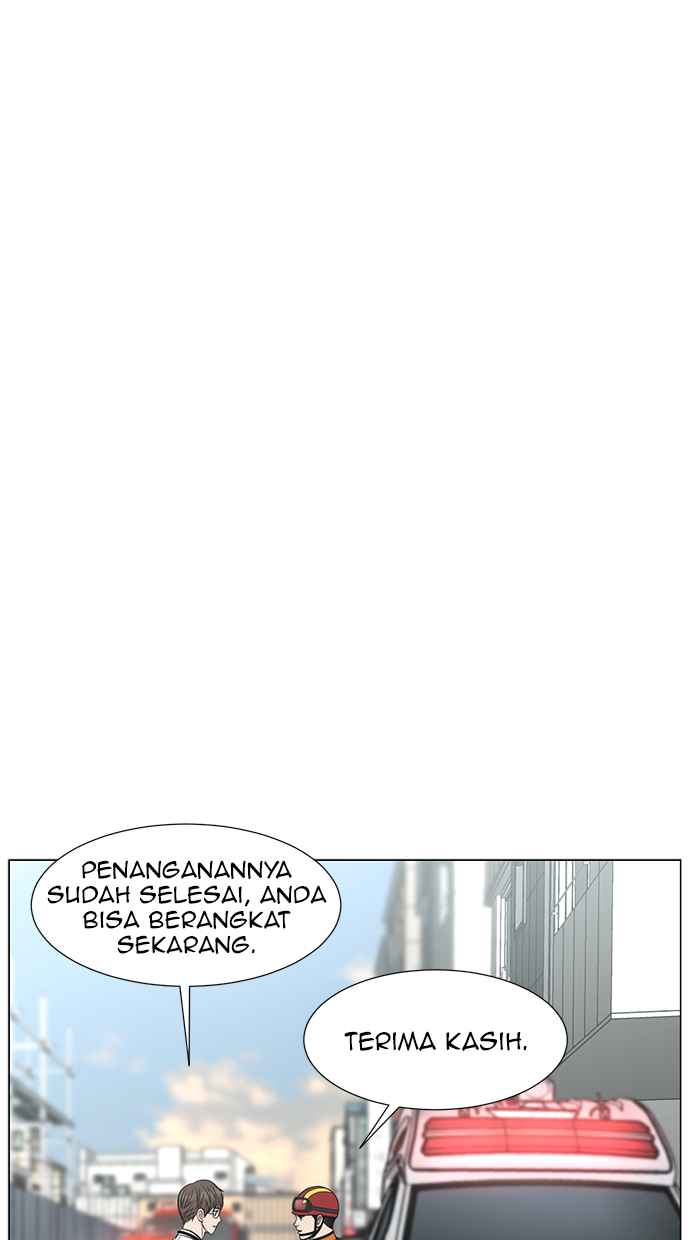 PENANGANANNYA
SUDAH SELESAI, ANDA
BISA BERANGKAT
SEKARANG.
TERIMA KASIH.